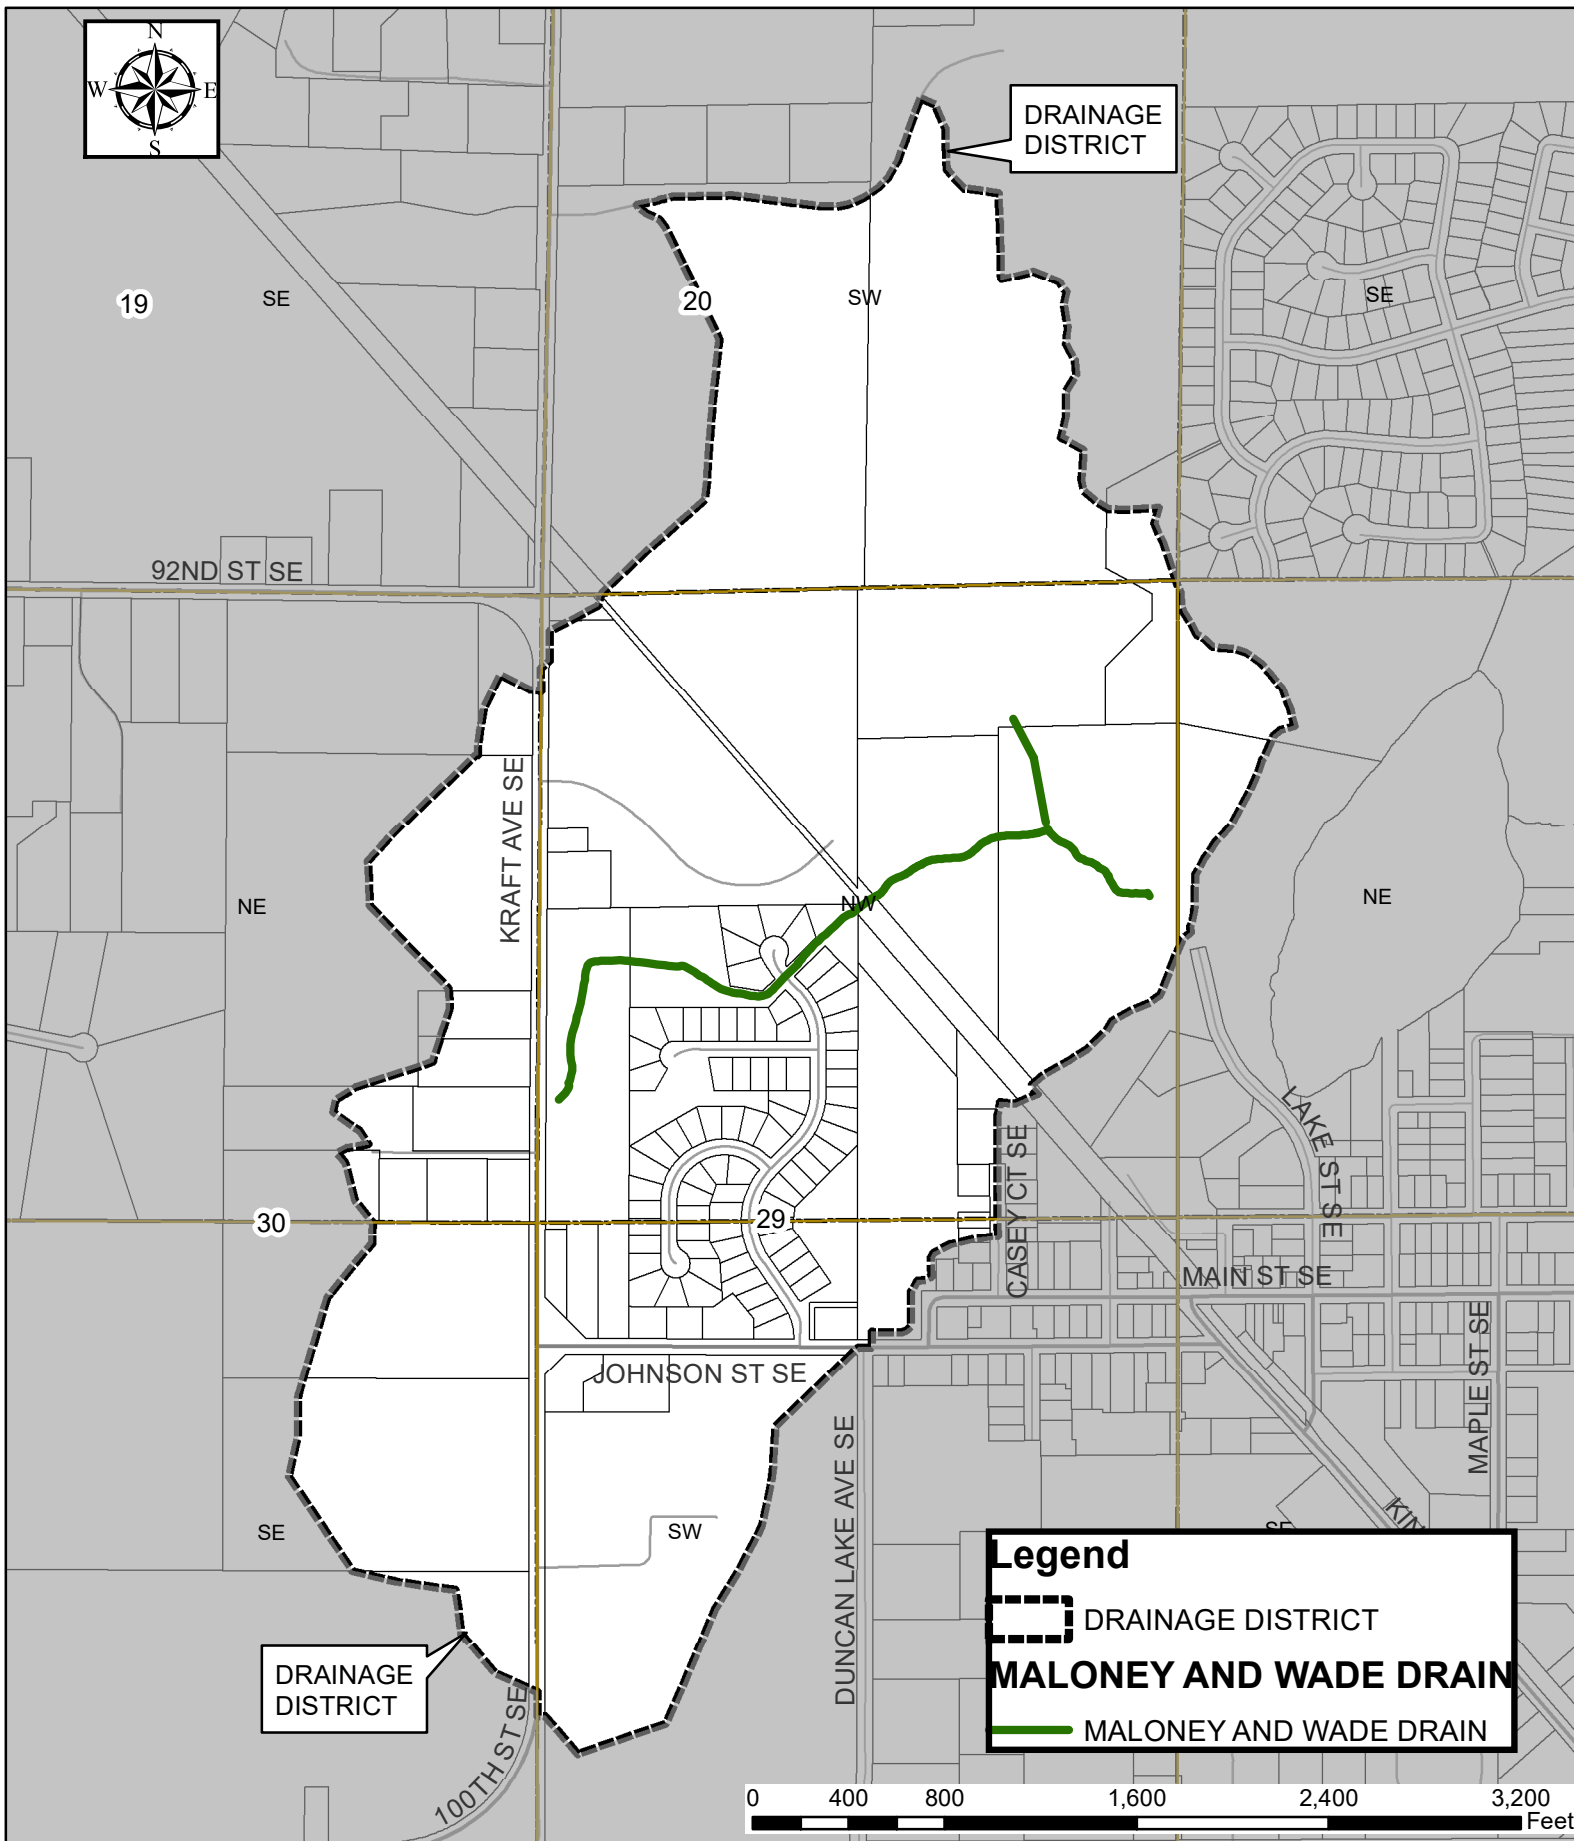 N
W
E
S
DRAINAGE
DISTRICT
19
SE
20
SW
SE
92ND ST SE
KRAFT AVE SE
NE
NW
NE
LAKE ST SE
CASEY CT SE
30
29
MAIN ST SE
JOHNSON ST SE
MAPLE ST SE
DUNCAN LAKE AVE SE
SE
SW
SE
Legend
DRAINAGE DISTRICT
MALONEY AND WADE DRAIN
MALONEY AND WADE DRAIN
DRAINAGE
DISTRICT
100TH ST SE
0 400 800 1,600 2,400 3,200
Feet